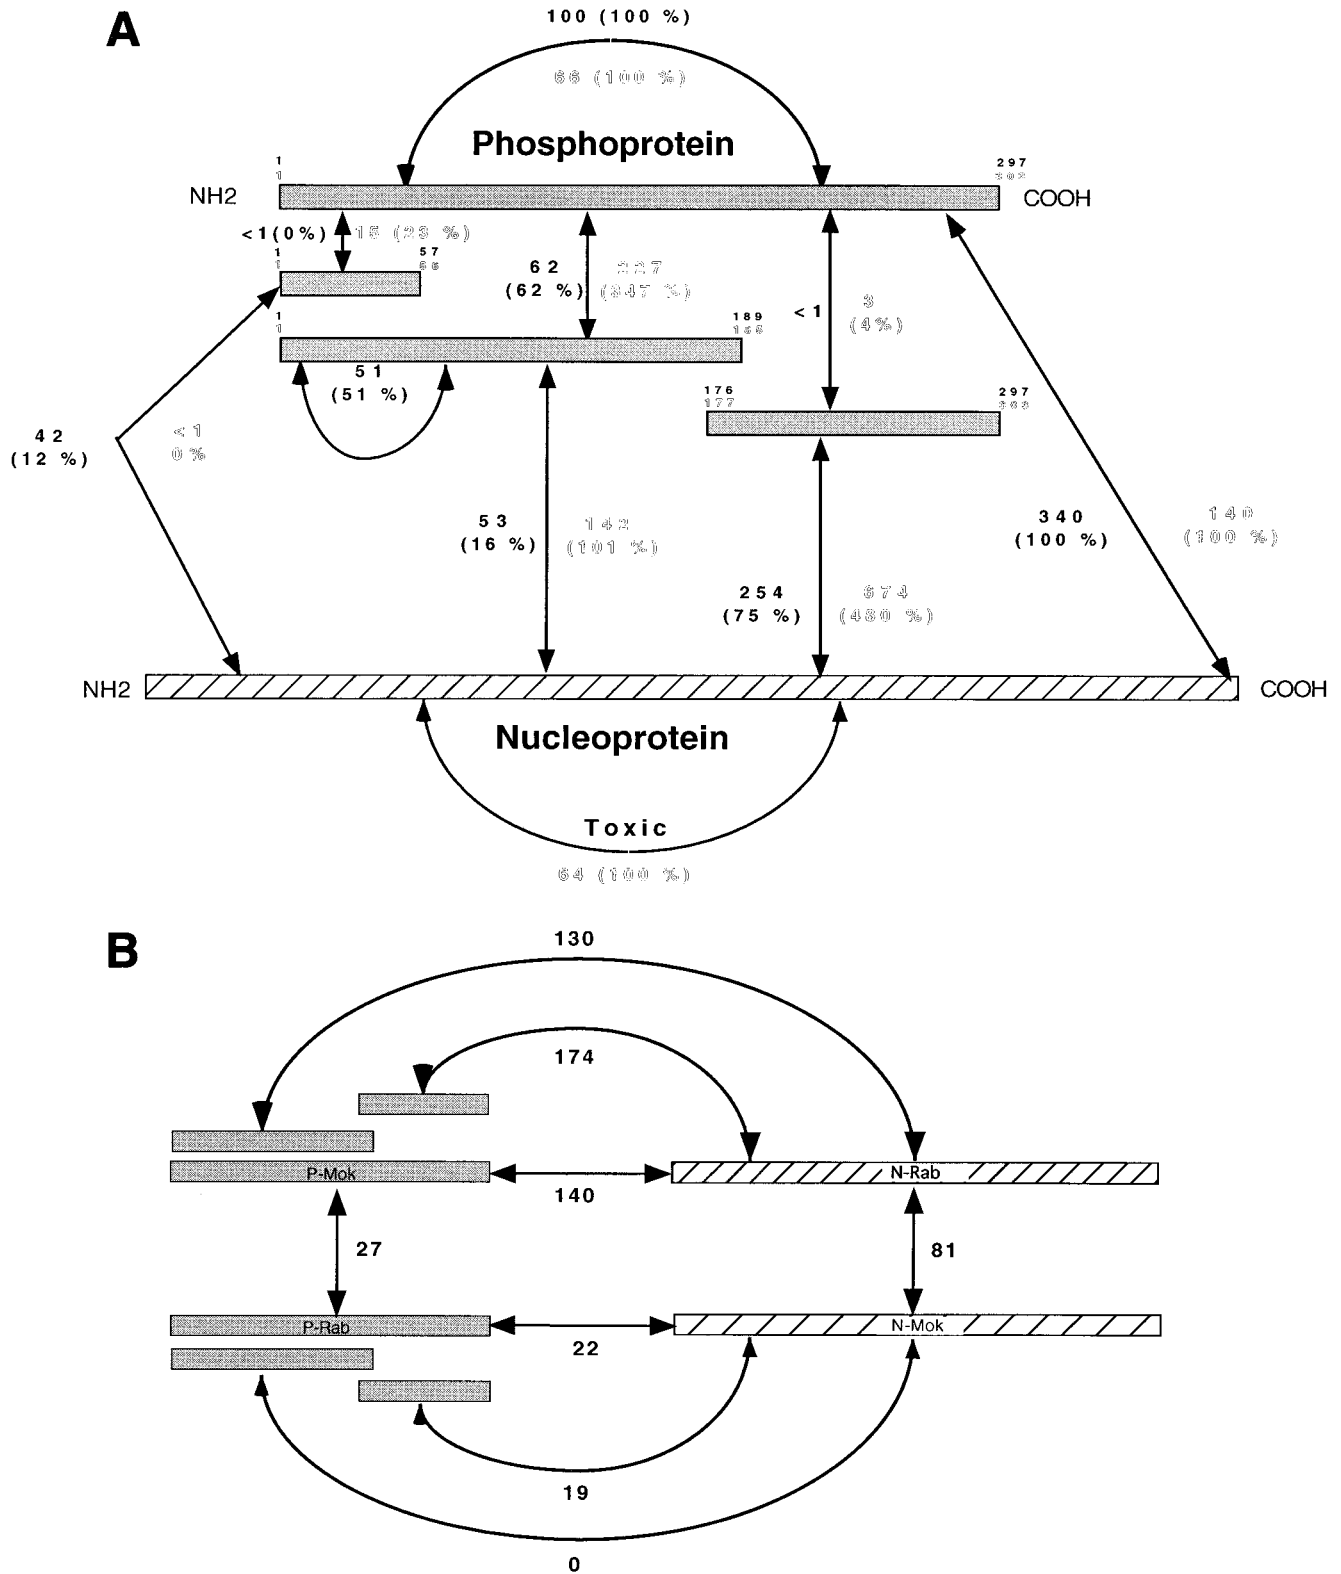 A
100 (100 %)
66 (100 %)
Phosphoprotein
1
1
297
NH2
COOH
<1(0%)
15 (23 %)
1
1
57
62
(62 %)
227
(347 %)
<1
3
(4%)
1
1
189
51
(51 %)
176
177
297
42
(12 %)
<1
0%
53
(16 %)
142
(101 %)
340
(100 %)
140
(100 %)
254
(75 %)
674
(480 %)
NH2
COOH
Nucleoprotein
Toxic
64 (100 %)
B
130
174
P-Mok
N-Rab
140
27
81
P-Rab
N-Mok
22
19
0